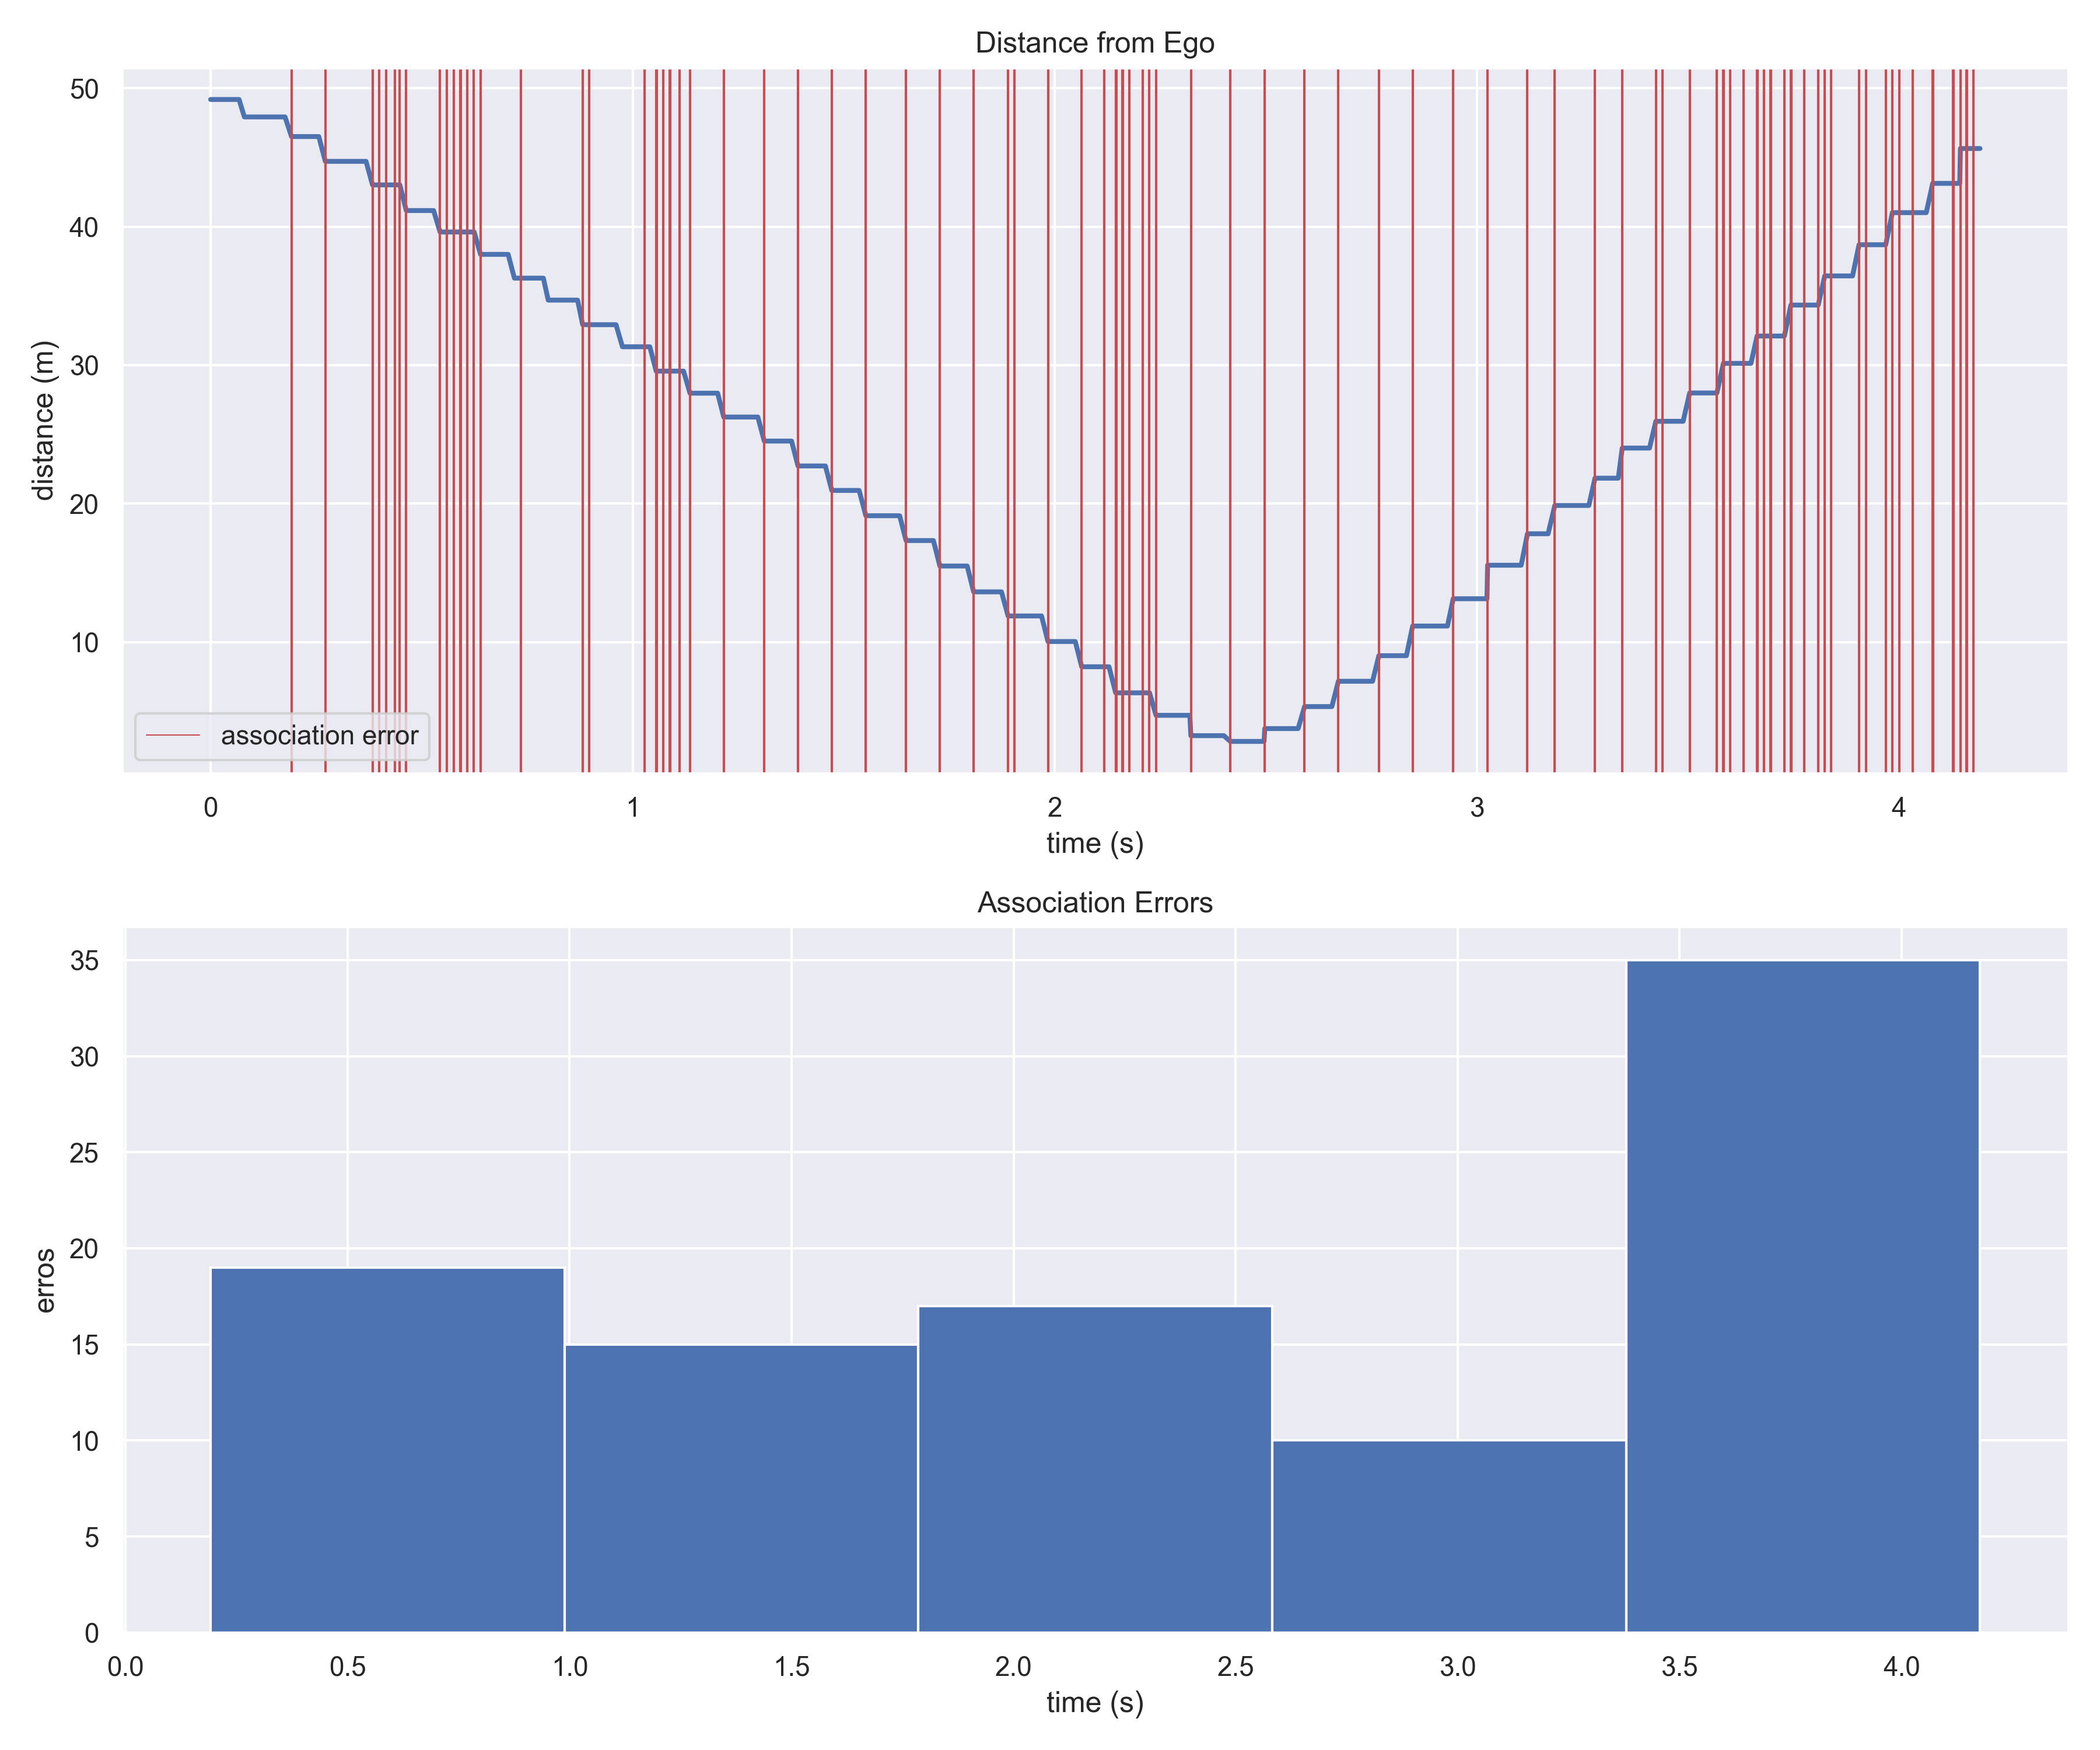 Distance from Ego
50
40
30
20
10
distance (m)
association error
0 1 2 3 4
time (s)
Association Errors
35
30
25
20
15
10
5
0
erros
0.0 0.5 1.0 1.5 2.0 2.5 3.0 3.5 4.0
time (s)